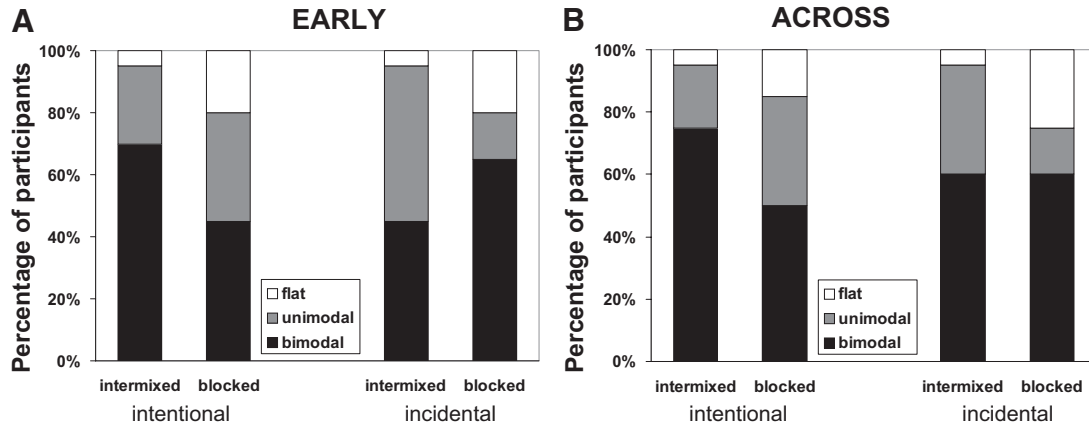 A
EARLY
Percentage of participants
100%
80%
60%
40%
20%
0%
flat
unimodal
bimodal
intermixed blocked intermixed blocked
intentional incidental
B
ACROSS
Percentage of participants
100%
80%
60%
40%
20%
0%
flat
unimodal
bimodal
intermixed blocked intermixed blocked
intentional incidental